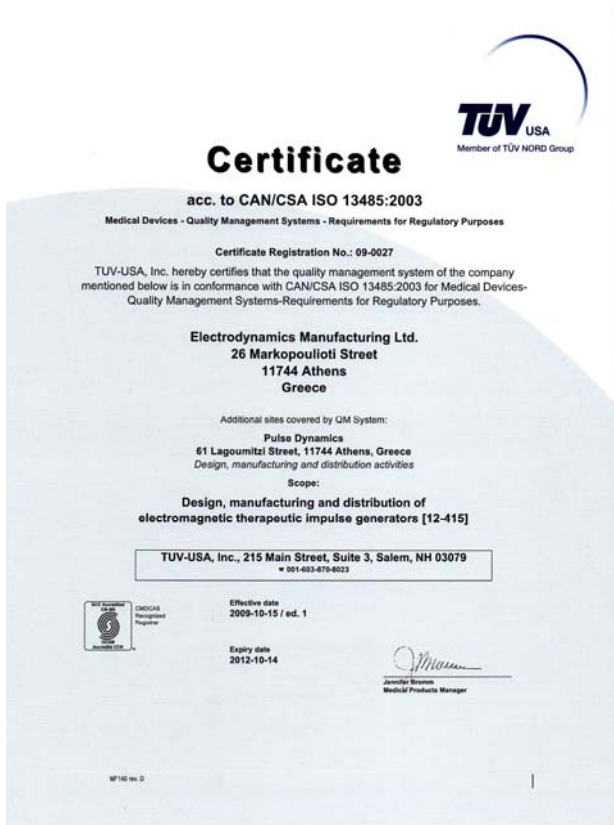 TÜV USA
Member of TÜV NORD Group
Certificate
acc. to CAN/CSA ISO 13485:2003
Medical Devices - Quality Management Systems - Requirements for Regulatory Purposes
Certificate Registration No.: 09-0027
TUV-USA, Inc. hereby certifies that the quality management system of the company
mentioned below is in conformance with CAN/CSA ISO 13485:2003 for Medical Devices-
Quality Management Systems-Requirements for Regulatory Purposes.
Electrodynamics Manufacturing Ltd.
26 Markopoulioti Street
11744 Athens
Greece
Additional sites covered by QM System:
Pulse Dynamics
61 Lagoumitzi Street, 11744 Athens, Greece
Design, manufacturing and distribution activities
Scope:
Design, manufacturing and distribution of
electromagnetic therapeutic impulse generators [12-415]
TUV-USA, Inc., 215 Main Street, Suite 3, Salem, NH 03079
001-603-870-8023
CMDCAS
Recognized
Registrar
Effective date
2009-10-15 / ed. 1
Expiry date
2012-10-14
Jennifer Bromm
Medical Products Manager
MF140 rev. D